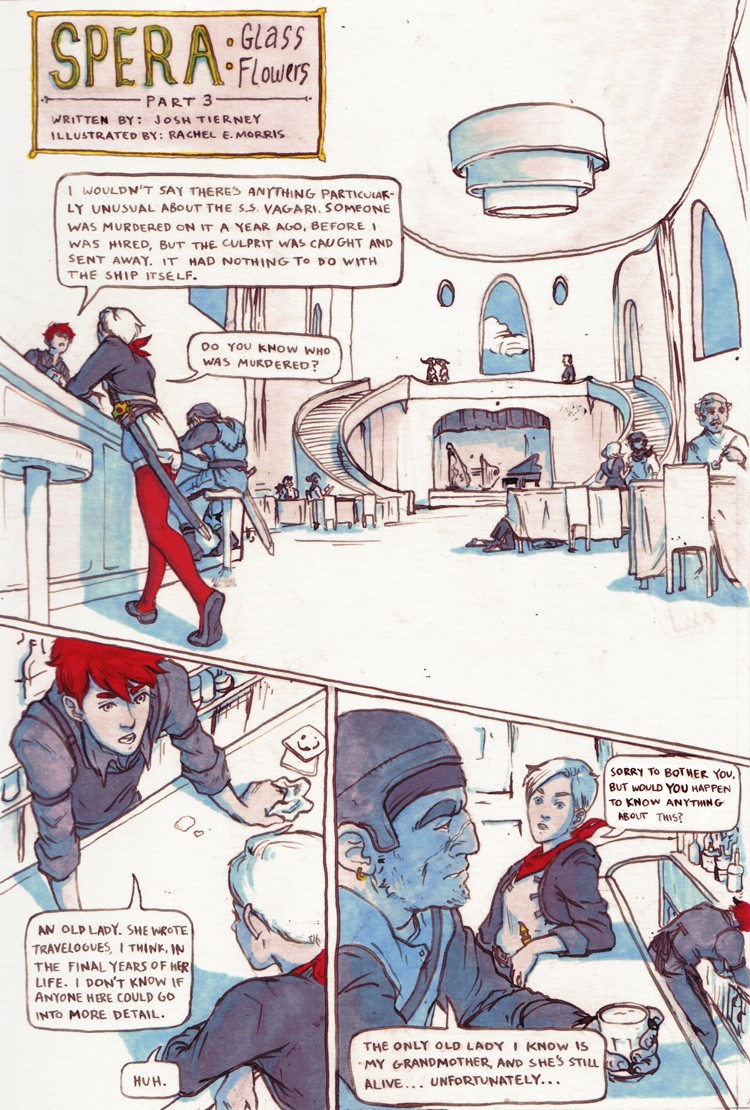 SPERA: GLASS
FLOWERS
PART 3
WRITTEN BY: JOSH TIERNEY
ILLUSTRATED BY: RACHEL E. MORRIS
I WOULDN'T SAY THERE'S ANYTHING PARTICULAR-
LY UNUSUAL ABOUT THE S.S. VAGARI. SOMEONE
WAS MURDERED ON IT A YEAR AGO, BEFORE I
WAS HIRED, BUT THE CULPRIT WAS CAUGHT AND
SENT AWAY. IT HAD NOTHING TO DO WITH
THE SHIP ITSELF.
DO YOU KNOW WHO
WAS MURDERED?
AN OLD LADY. SHE WROTE
TRAVELOGUES, I THINK, IN
THE FINAL YEARS OF HER
LIFE. I DON'T KNOW IF
ANYONE HERE COULD GO
INTO MORE DETAIL.
HUH.
SORRY TO BOTHER YOU,
BUT WOULD YOU HAPPEN
TO KNOW ANYTHING
ABOUT THIS?
THE ONLY OLD LADY I KNOW IS
MY GRANDMOTHER, AND SHE'S STILL
ALIVE... UNFORTUNATELY...